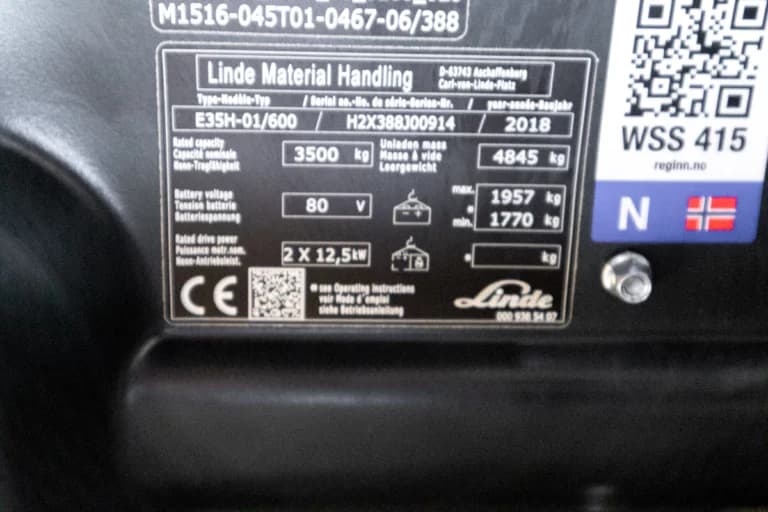 M1516-045T01-0467-06/388
Linde Material Handling
D-63743 Aschaffenburg
Carl-von-Linde-Platz
Type-Modèle-Typ / Serial no.-No. de série-Serien-Nr. / year-année-Baujahr
E35H-01/600 / H2X388J00914 / 2018
Rated capacity
Capacité nominale
Nenn-Tragfähigkeit
3500 kg
Unladen mass
Masse à vide
Leergewicht
4845 kg
Battery voltage
Tension batterie
Batteriespannung
80 V
max. 1957 kg
min. 1770 kg
Rated drive power
Puissance motr.nom.
Nenn-Antriebsleist.
2 X 12,5 kW
kg
CE
see Operating Instructions
voir Mode d'emploi
siehe Betriebsanleitung
Linde
000 938 54 07
WSS 415
reginn.no
N